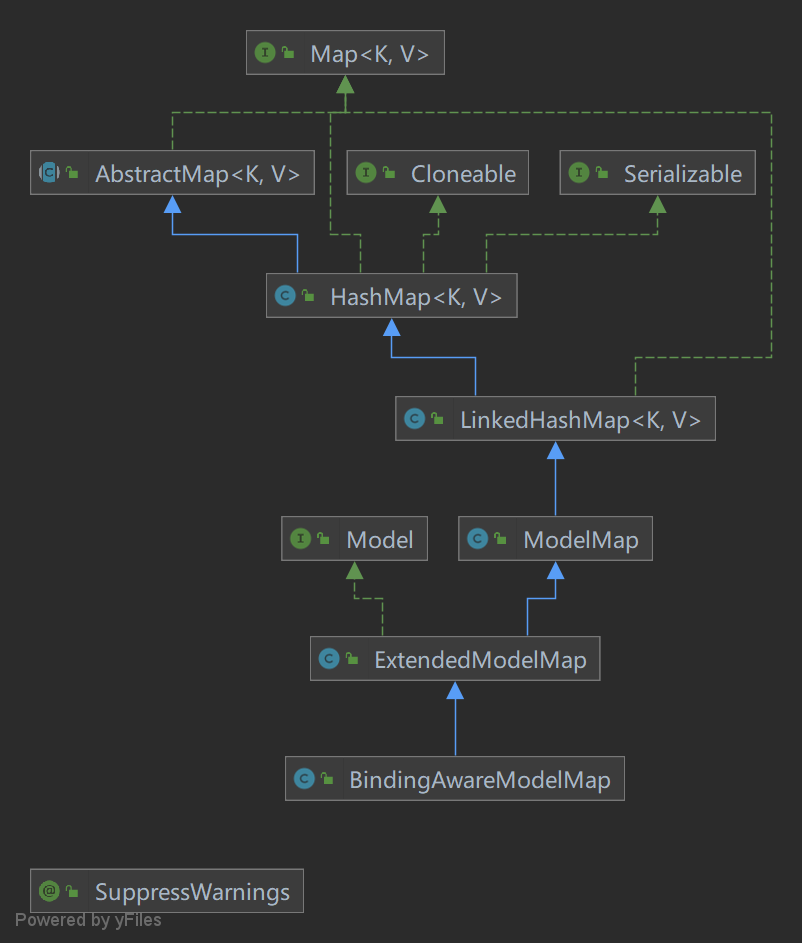 Map<K, V>
AbstractMap<K, V>
Cloneable
Serializable
HashMap<K, V>
LinkedHashMap<K, V>
Model
ModelMap
ExtendedModelMap
BindingAwareModelMap
SuppressWarnings
Powered by yFiles